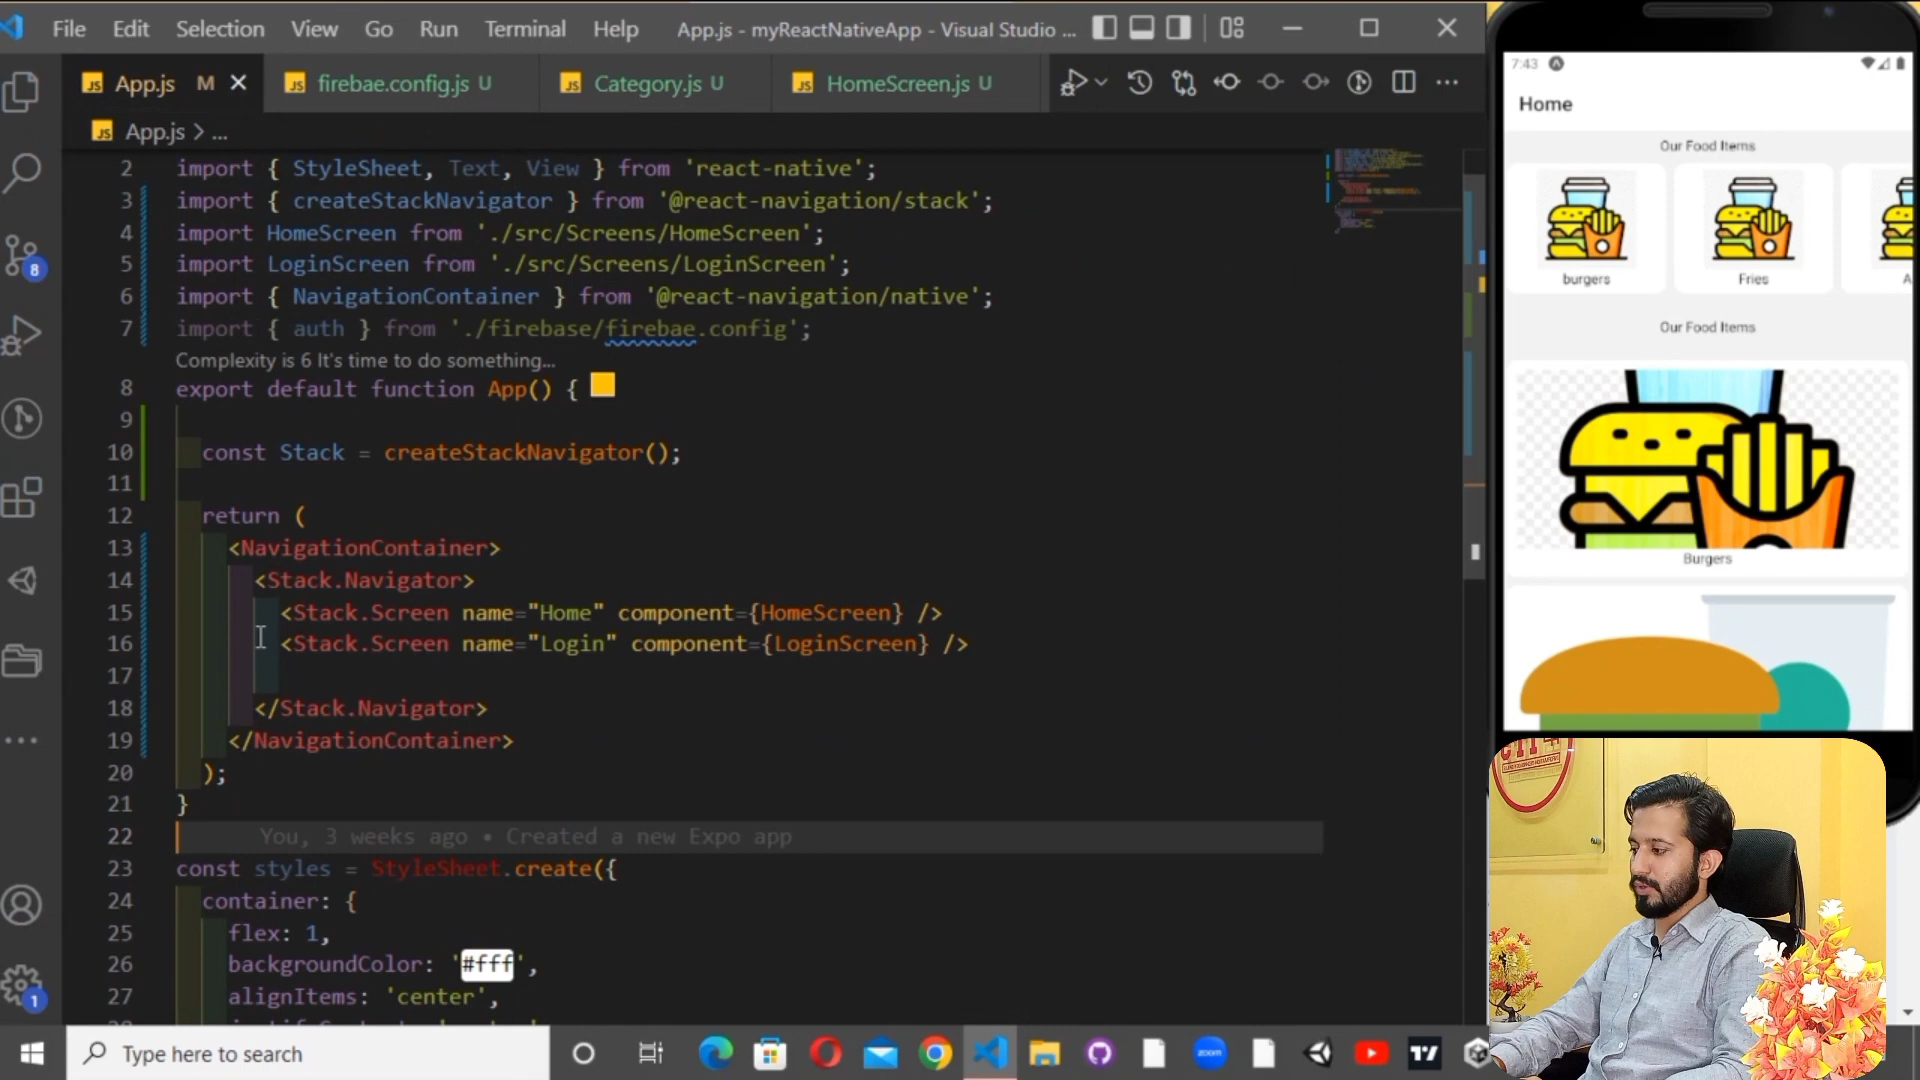 File Edit Selection View Go Run Terminal Help App.js - myReactNativeApp - Visual Studio ...
App.js M
firebae.config.js U
Category.js U
HomeScreen.js U
App.js > ...
2 import { StyleSheet, Text, View } from 'react-native';
3 import { createStackNavigator } from '@react-navigation/stack';
4 import HomeScreen from './src/Screens/HomeScreen';
5 import LoginScreen from './src/Screens/LoginScreen';
6 import { NavigationContainer } from '@react-navigation/native';
7 import { auth } from './firebase/firebae.config';
Complexity is 6 It's time to do something...
8 export default function App() {
9
10 const Stack = createStackNavigator();
11
12 return (
13 <NavigationContainer>
14 <Stack.Navigator>
15 <Stack.Screen name="Home" component={HomeScreen} />
16 <Stack.Screen name="Login" component={LoginScreen} />
17
18 </Stack.Navigator>
19 </NavigationContainer>
20 );
21 }
22 You, 3 weeks ago • Created a new Expo app
23 const styles = StyleSheet.create({
24 container: {
25 flex: 1,
26 backgroundColor: '#fff',
27 alignItems: 'center',
8
1
Type here to search
zoom
7:43
Home
Our Food Items
burgers
Fries
A
Our Food Items
Burgers